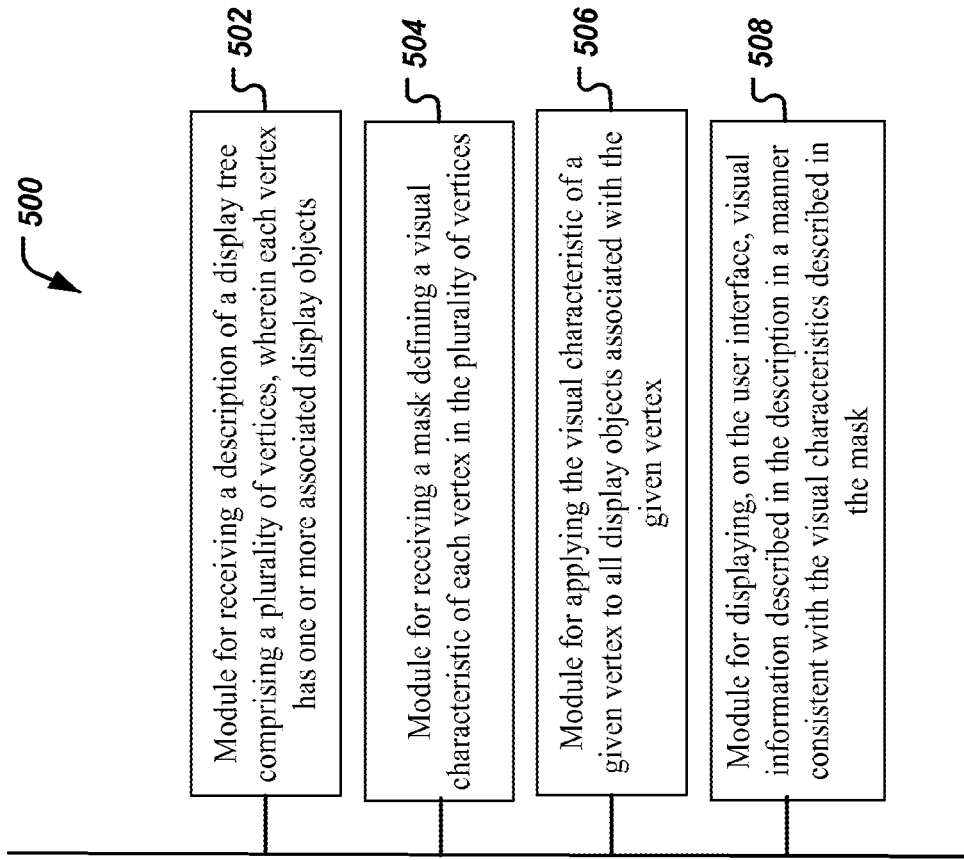 500
Module for receiving a description of a display tree
comprising a plurality of vertices, wherein each vertex
has one or more associated display objects
502
Module for receiving a mask defining a visual
characteristic of each vertex in the plurality of vertices
504
Module for applying the visual characteristic of a
given vertex to all display objects associated with the
given vertex
506
Module for displaying, on the user interface, visual
information described in the description in a manner
consistent with the visual characteristics described in
the mask
508